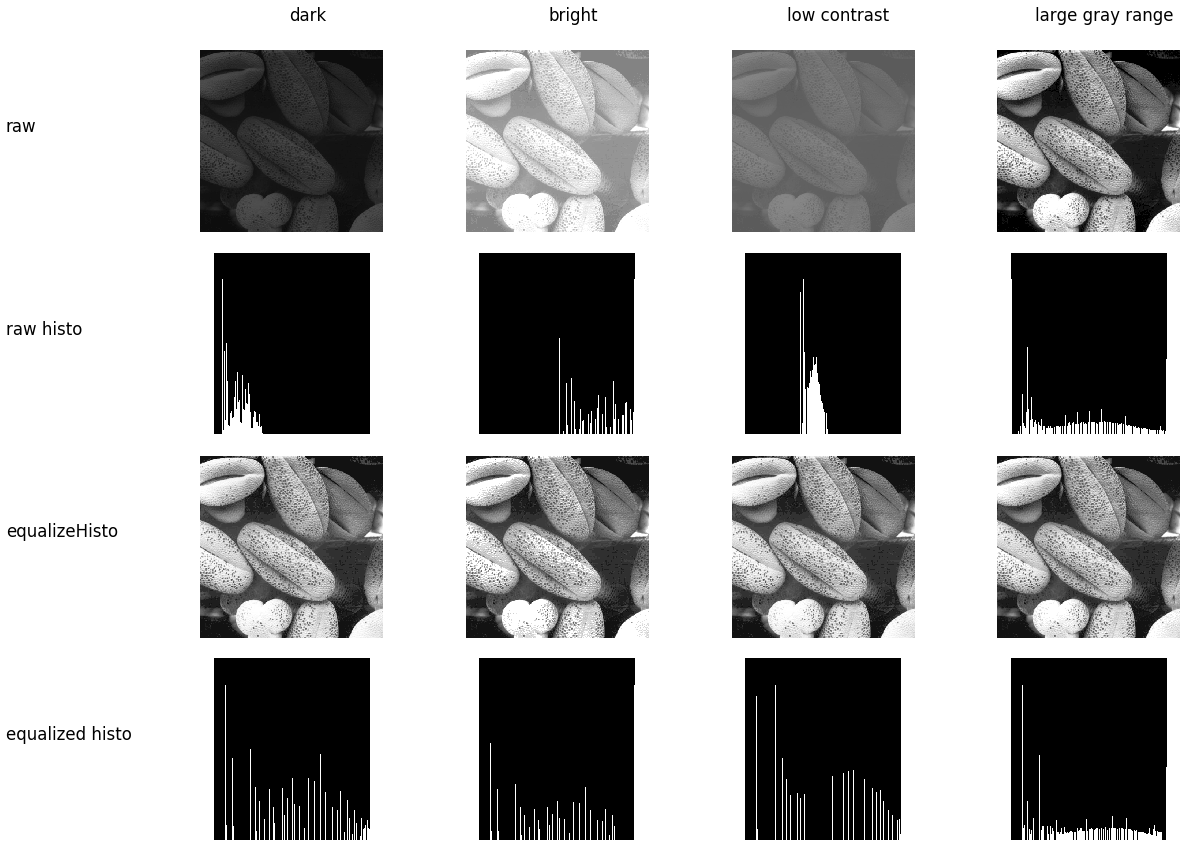 dark bright low contrast large gray range
raw
raw histo
equalizeHisto
equalized histo